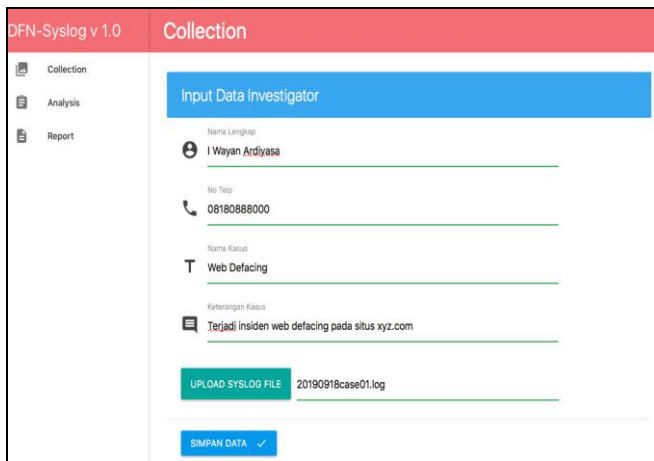 DFN-Syslog v 1.0
Collection
Collection
Analysis
Report
Input Data Investigator
Nama Lengkap
I Wayan Ardiyasa
No Telp
08180888000
Nama Kasus
Web Defacing
Keterangan Kasus
Terjadi insiden web defacing pada situs xyz.com
UPLOAD SYSLOG FILE 20190918case01.log
SIMPAN DATA